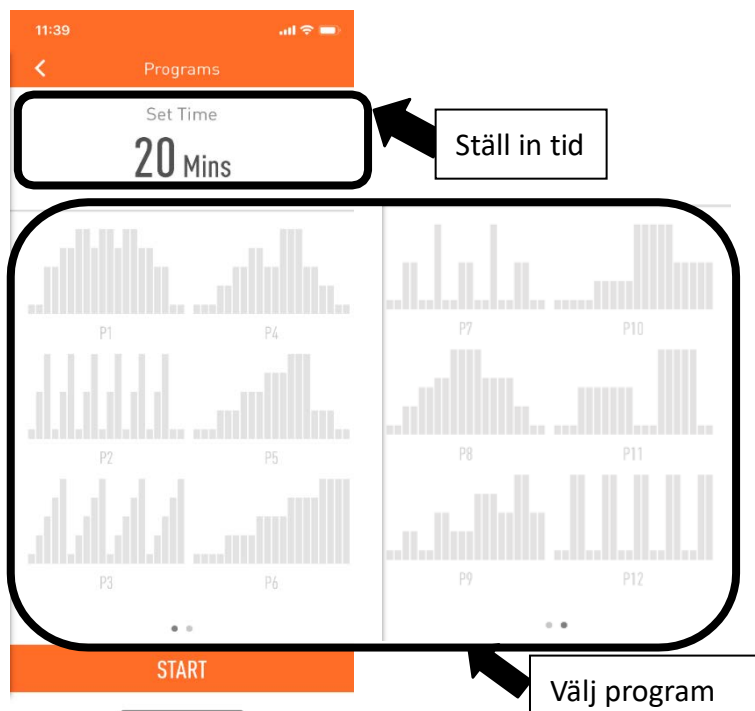 11:39
Programs
Set Time
20 Mins
Ställ in tid
P1
P4
P7
P10
P2
P5
P8
P11
P3
P6
P9
P12
START
Välj program